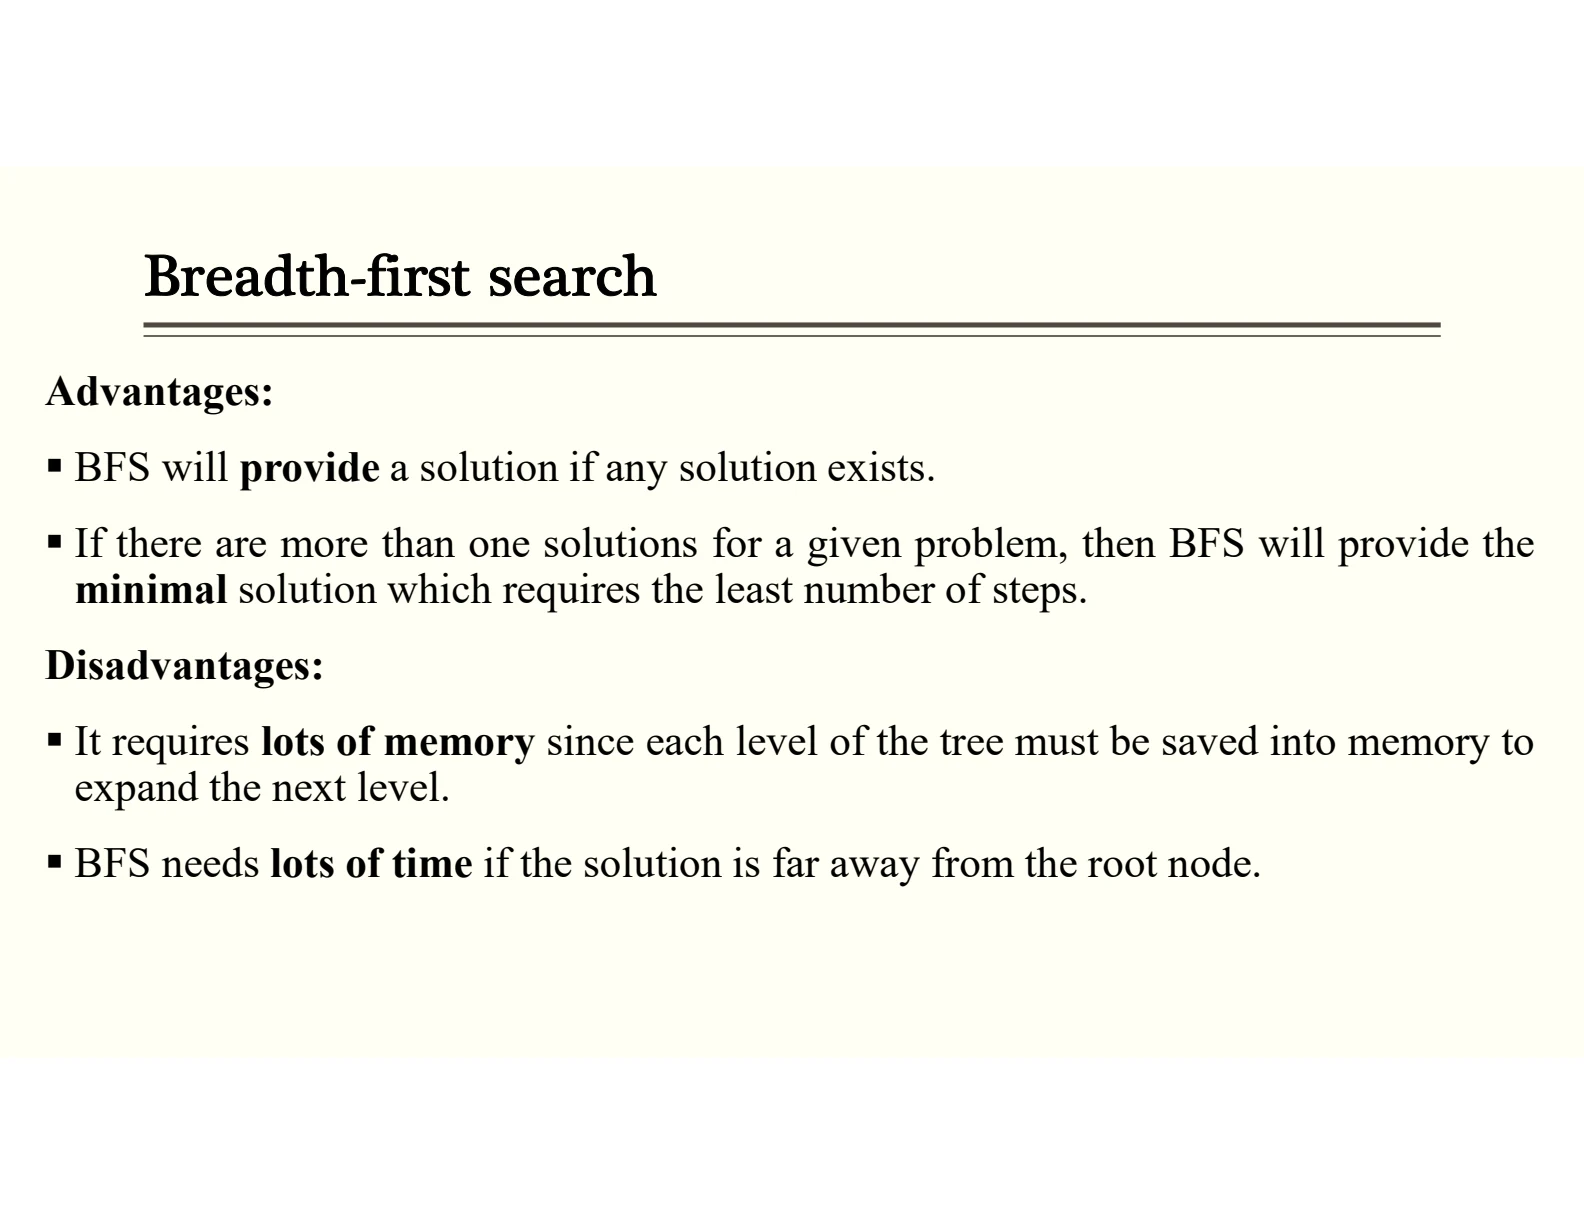 Breadth-first search
Advantages:
▪ BFS will provide a solution if any solution exists.
▪ If there are more than one solutions for a given problem, then BFS will provide the
minimal solution which requires the least number of steps.
Disadvantages:
▪ It requires lots of memory since each level of the tree must be saved into memory to
expand the next level.
▪ BFS needs lots of time if the solution is far away from the root node.